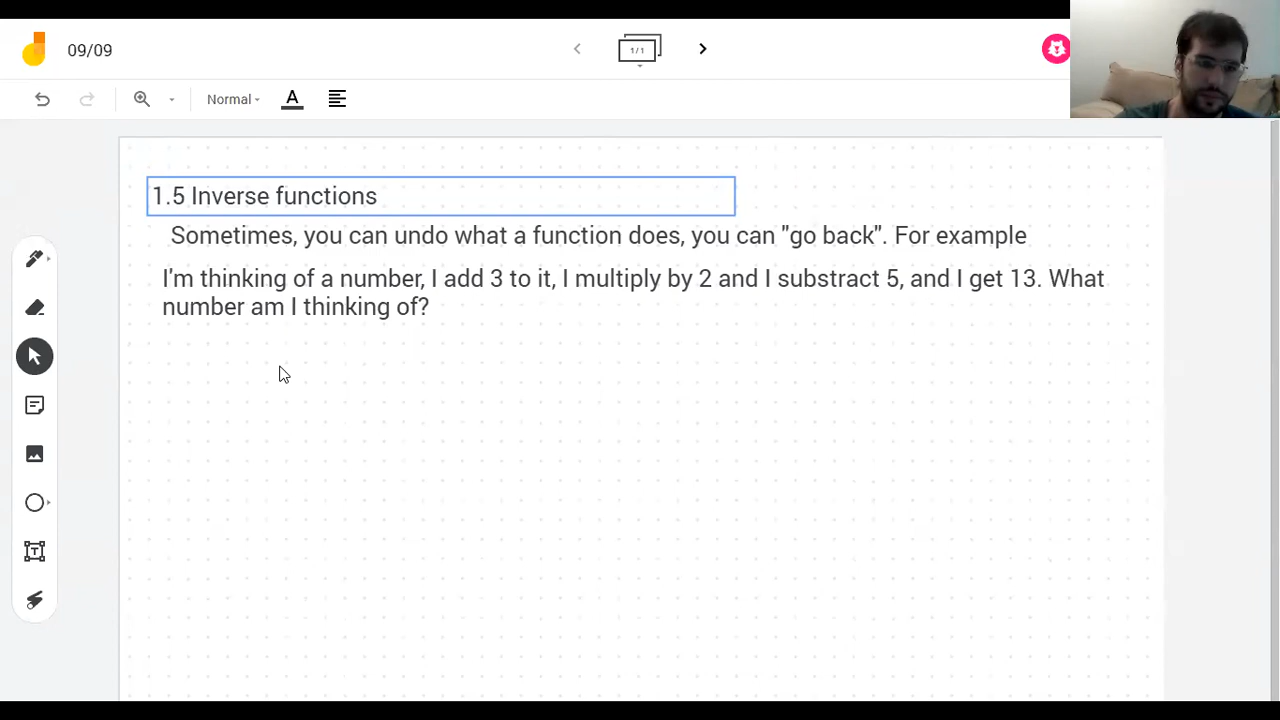 09/09
1/1
Normal
A
1.5 Inverse functions
Sometimes, you can undo what a function does, you can "go back". For example
I'm thinking of a number, I add 3 to it, I multiply by 2 and I substract 5, and I get 13. What
number am I thinking of?
T